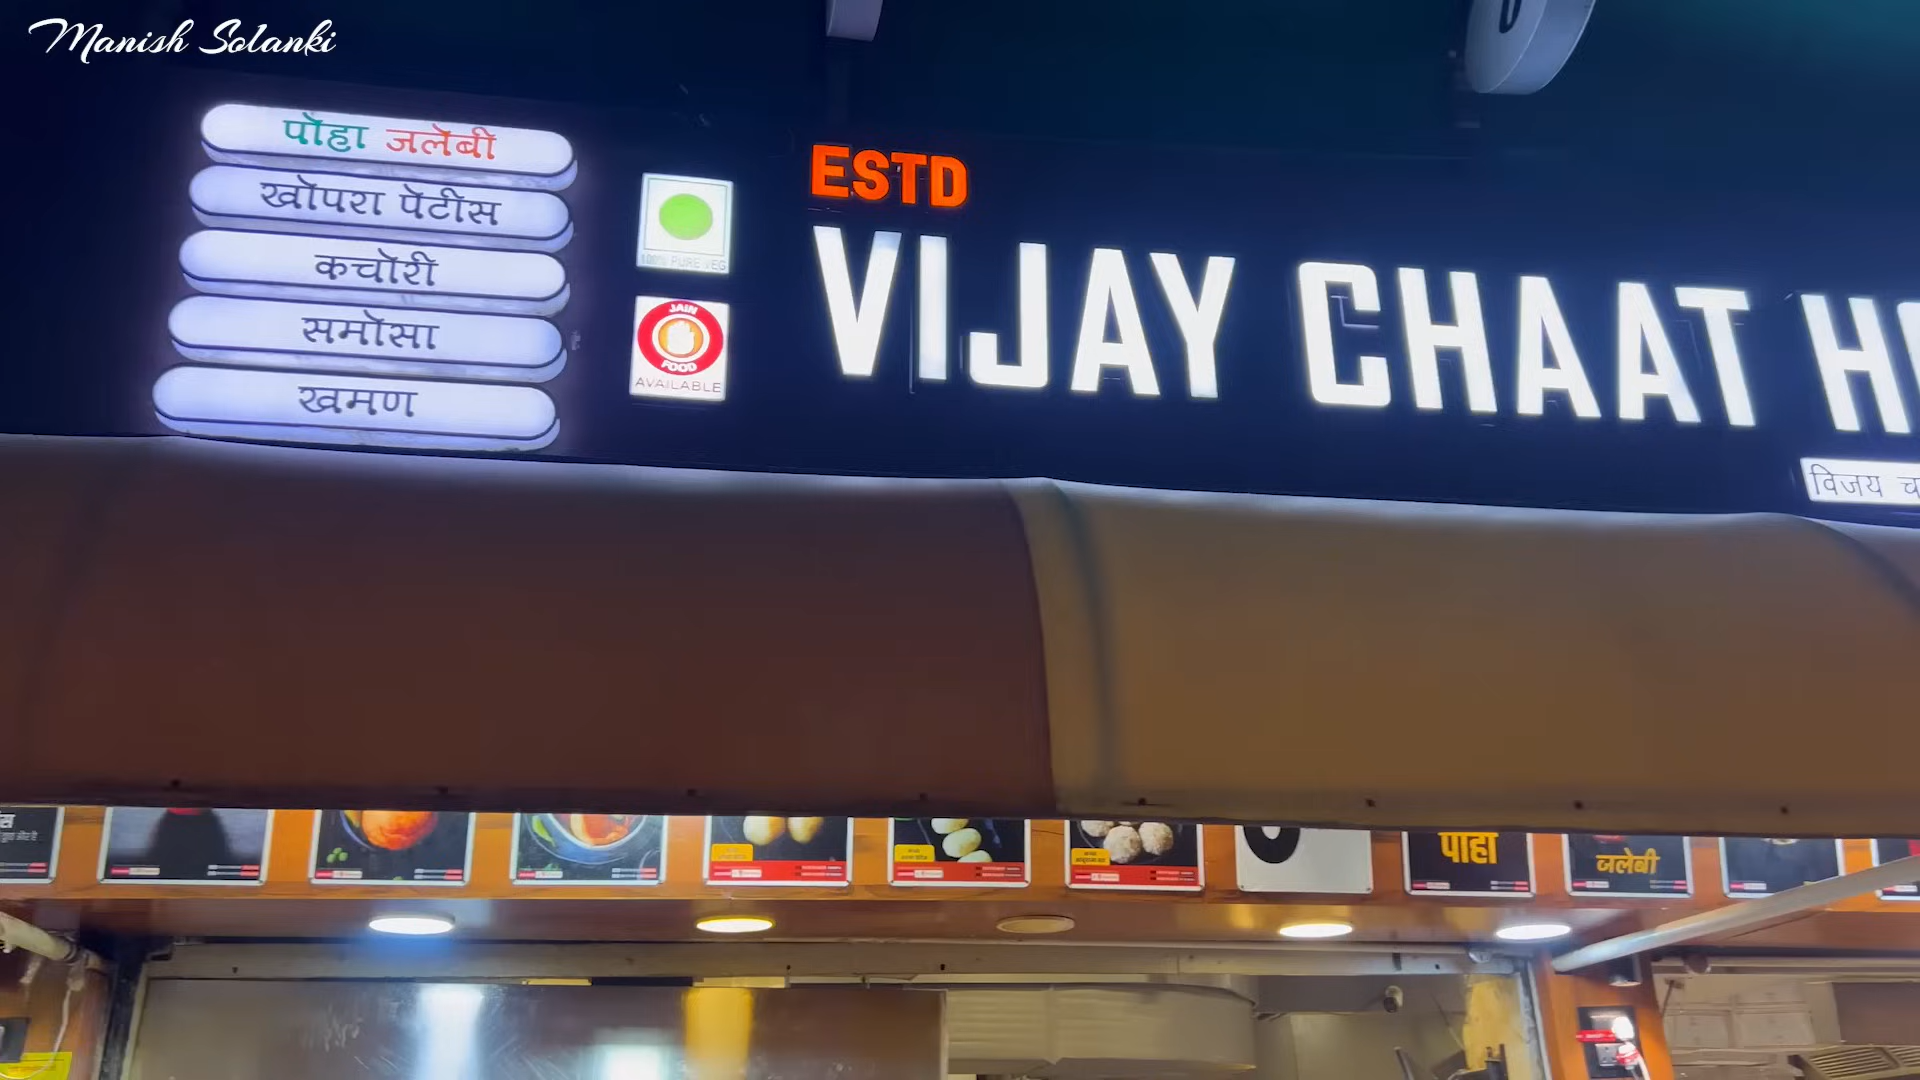 Manish Solanki
पोहा जलेबी
खोपरा पेटीस
कचोरी
समोसा
खमण
100% PURE VEG
JAIN
FOOD
AVAILABLE
ESTD
VIJAY CHAAT
विजय
पोहा
जलेबी